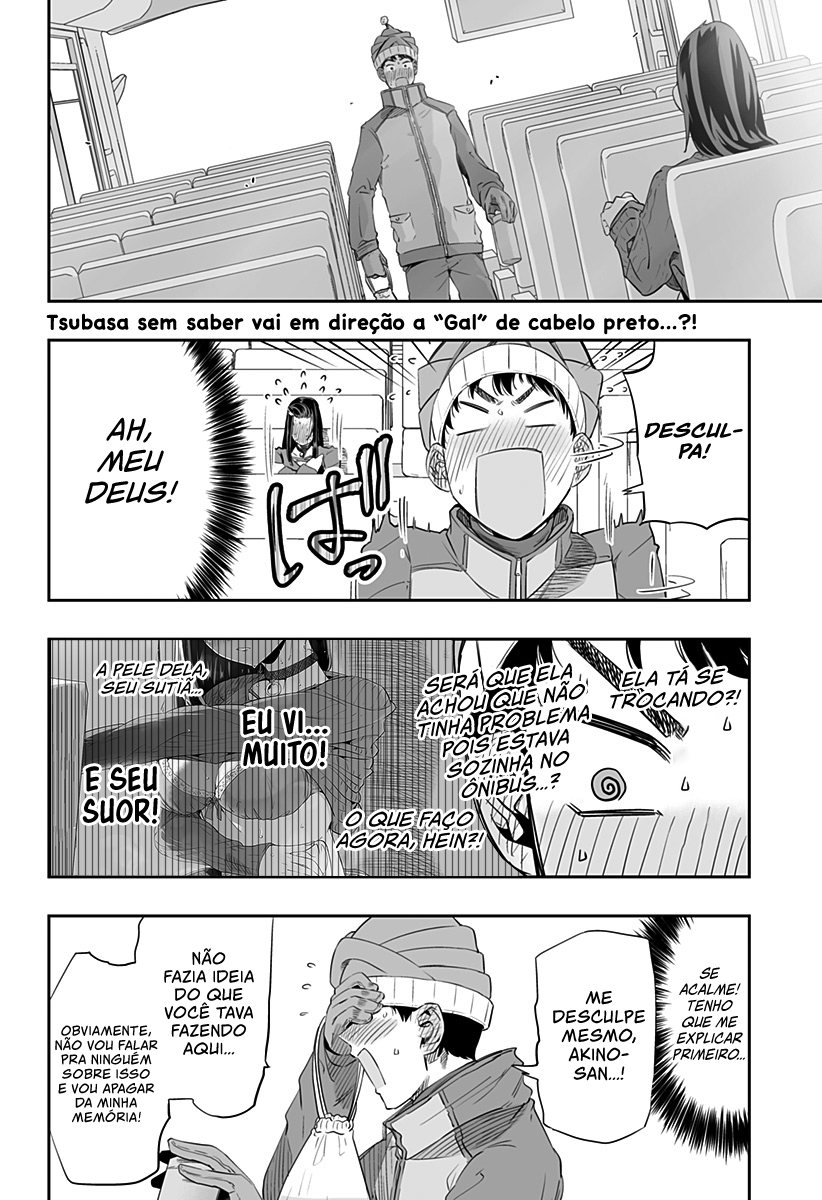 Tsubasa sem saber vai em direção a “Gal” de cabelo preto...?!
DESCUL-
PA!
ばっ
AH,
MEU
DEUS!
ELA TÁ SE
TROCANDO?!
SERÁ QUE ELA
ACHOU QUE NÃO
TINHA PROBLEMA
POIS ESTAVA
SOZINHA NO
ÔNIBUS...?
O QUE FAÇO
AGORA, HEIN?!
EU VI...
MUITO!
A PELE DELA,
SEU SUTIÃ...
E SEU
SUOR!
SE
ACALME!
TENHO
QUE ME
EXPLICAR
PRIMEIRO...
ME
DESCULPE
MESMO,
AKINO-
SAN...!
NÃO
FAZIA IDEIA
DO QUE
VOCÊ TAVA
FAZENDO
AQUI...
OBVIAMENTE,
NÃO VOU FALAR
PRA NINGUÉM
SOBRE ISSO
E VOU APAGAR
DA MINHA
MEMÓRIA!